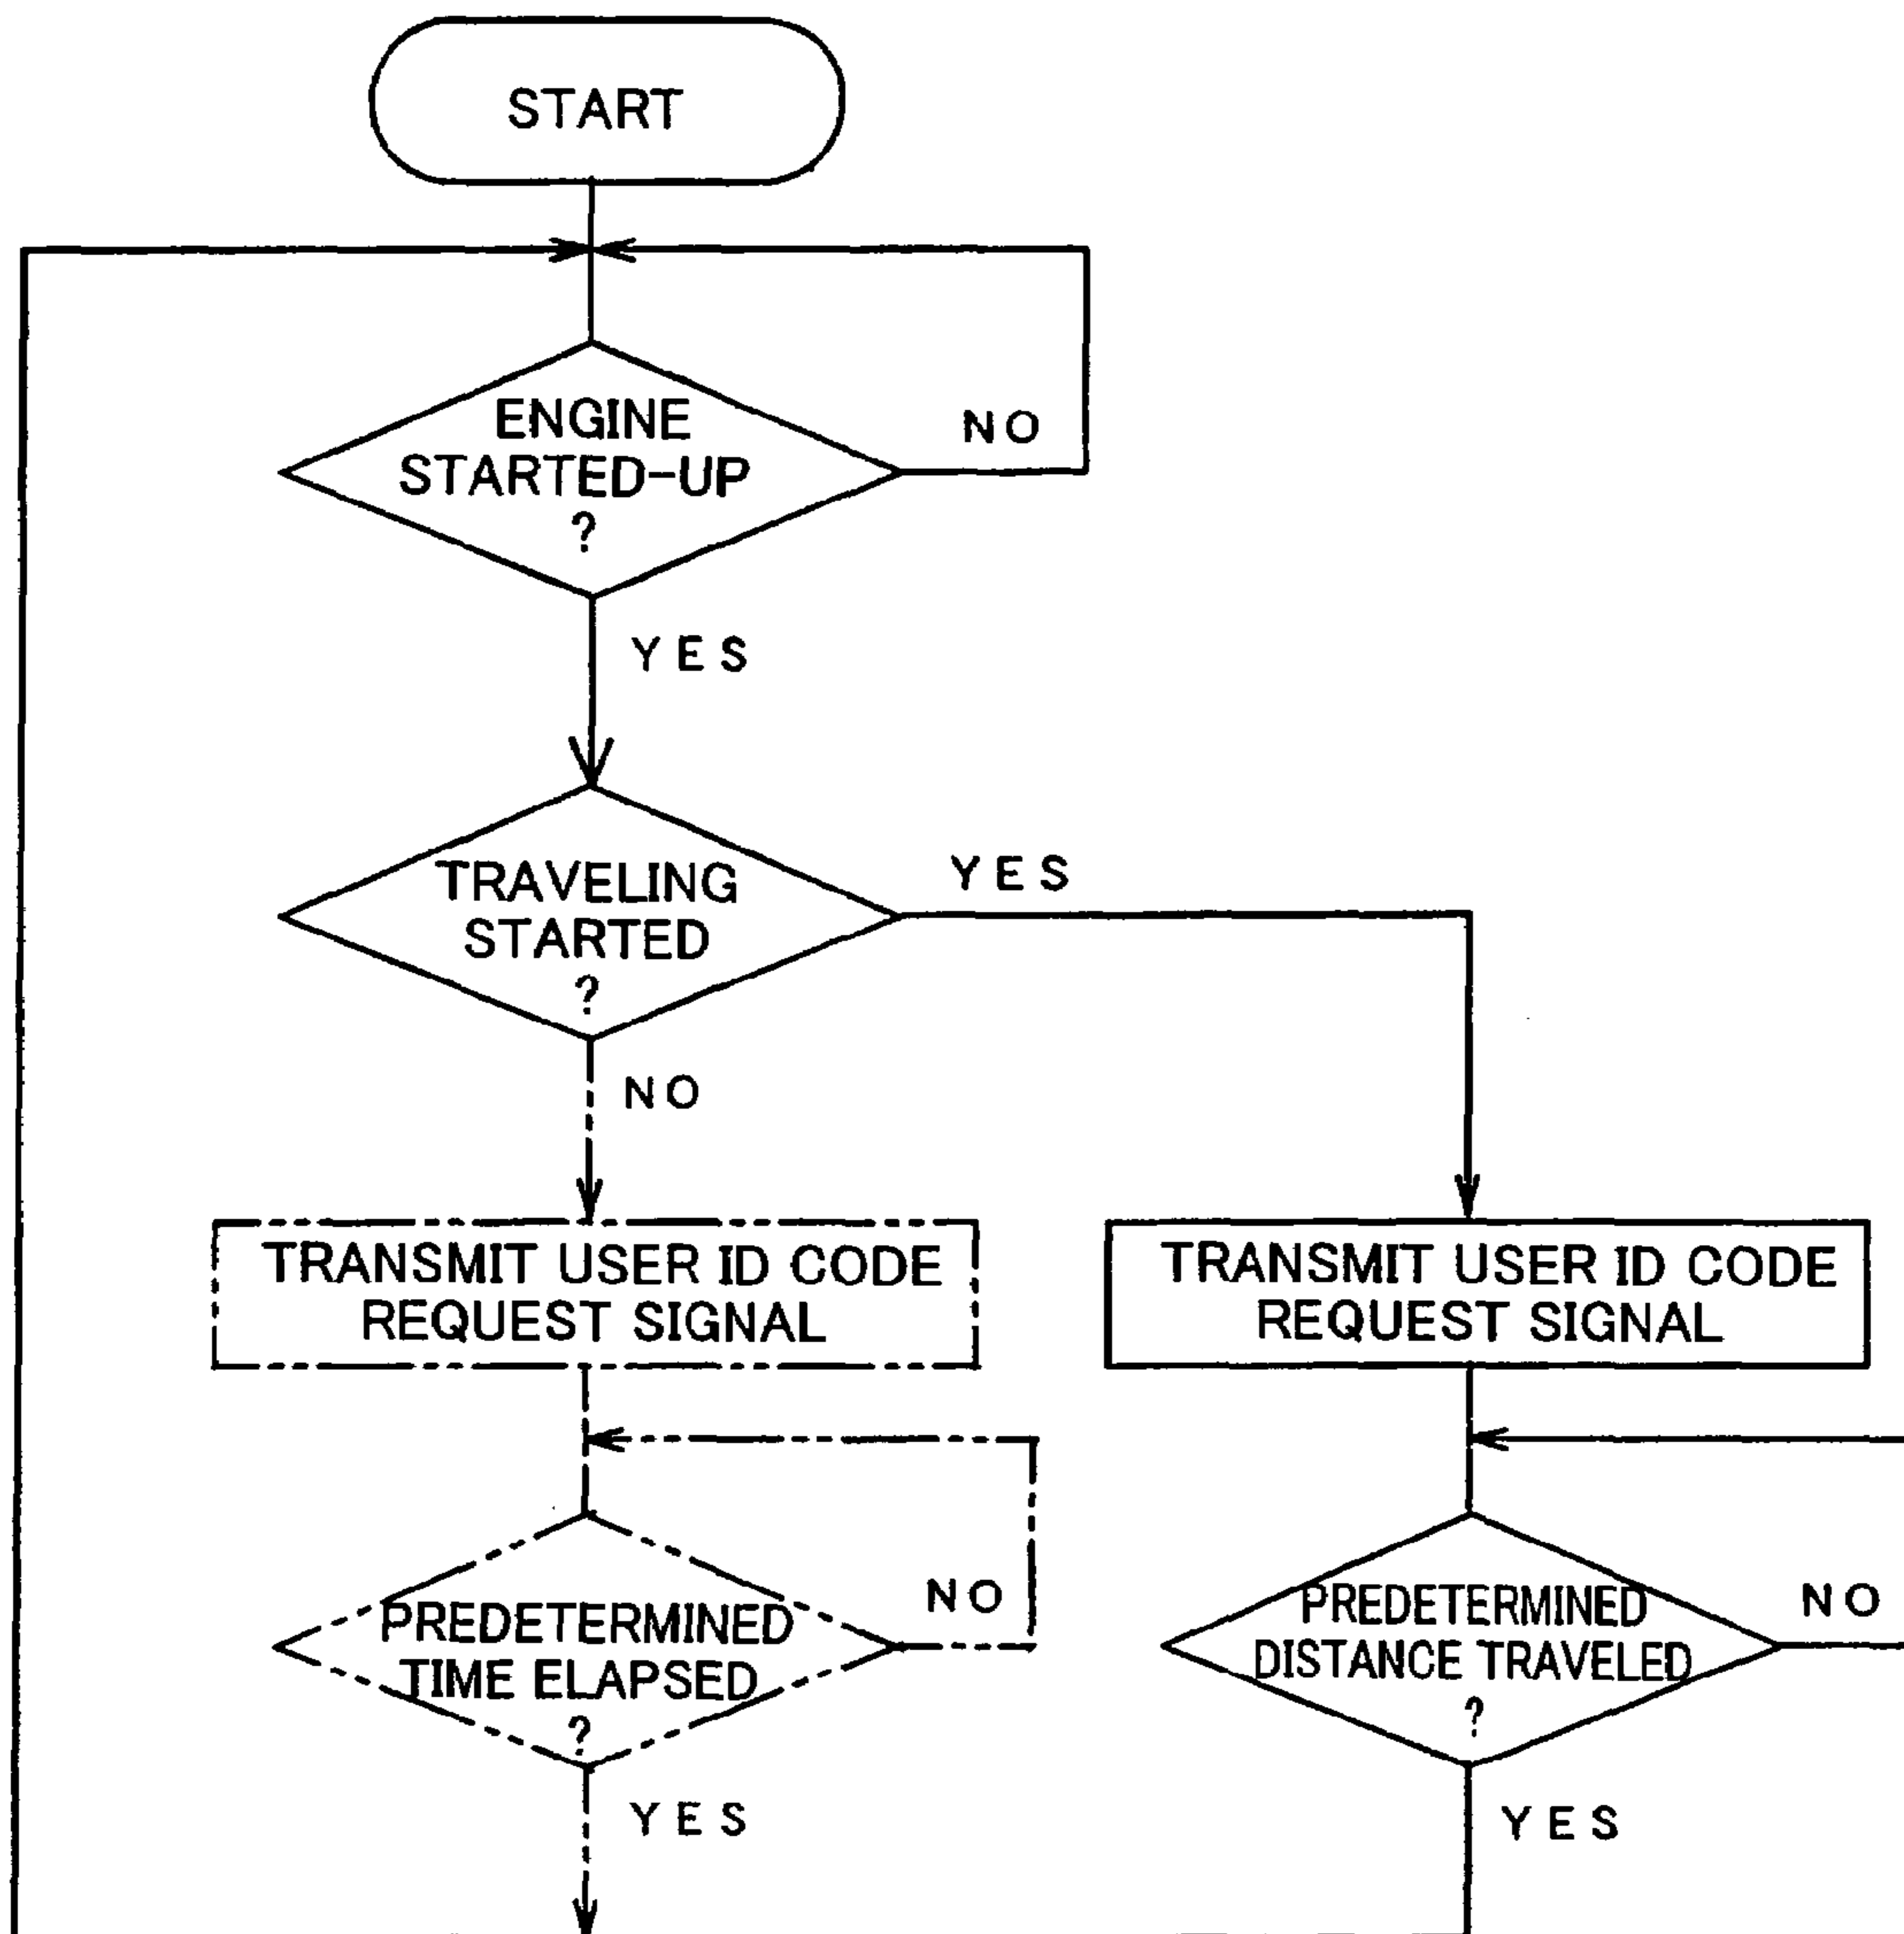 START
ENGINE
STARTED-UP
?
NO
YES
TRAVELING
STARTED
?
YES
NO
TRANSMIT USER ID CODE
REQUEST SIGNAL
TRANSMIT USER ID CODE
REQUEST SIGNAL
PREDETERMINED
TIME ELAPSED
?
NO
YES
PREDETERMINED
DISTANCE TRAVELED
?
NO
YES